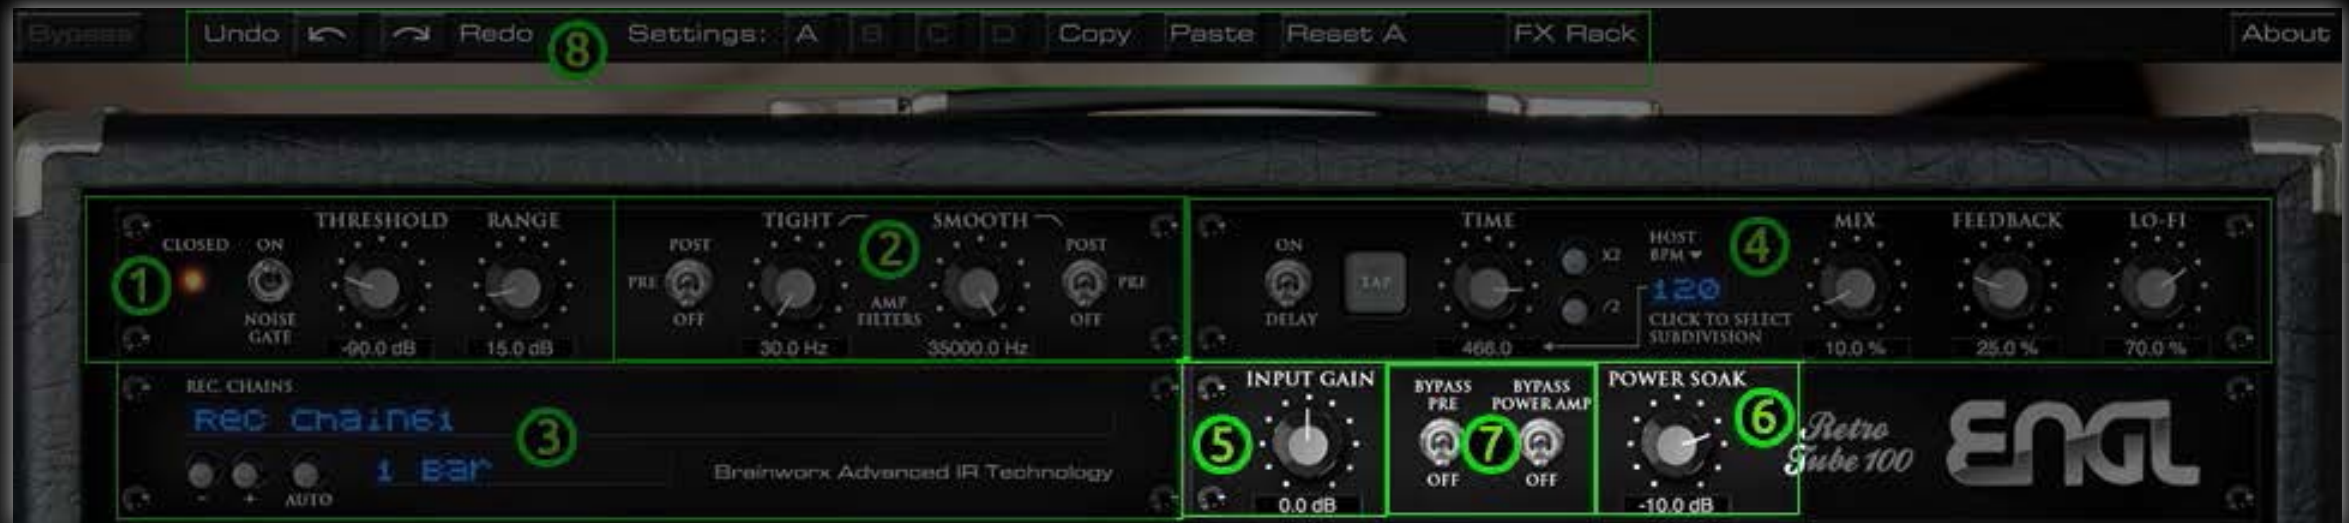 Bypass Undo Redo Settings: A B C D Copy Paste Reset A FX Rack About
8
THRESHOLD RANGE TIGHT SMOOTH TIME MIX FEEDBACK LO-FI
CLOSED ON POST POST ON HOST
BPM
1 2 4
PRE PRE TAP X2
120
NOISE
GATE OFF AMP
FILTERS OFF DELAY /2 CLICK TO SELECT
SUBDIVISION
-90.0 dB 15.0 dB 30.0 Hz 35000.0 Hz 468.0 10.0 % 25.0 % 70.0 %
REC. CHAINS
Rec Chain61
3
1 Bar
- + AUTO
Brainworx Advanced IR Technology
INPUT GAIN
5
0.0 dB
BYPASS
PRE
OFF
7
BYPASS
POWER AMP
OFF
POWER SOAK
6
-10.0 dB
Retro
Tube 100
ENGL